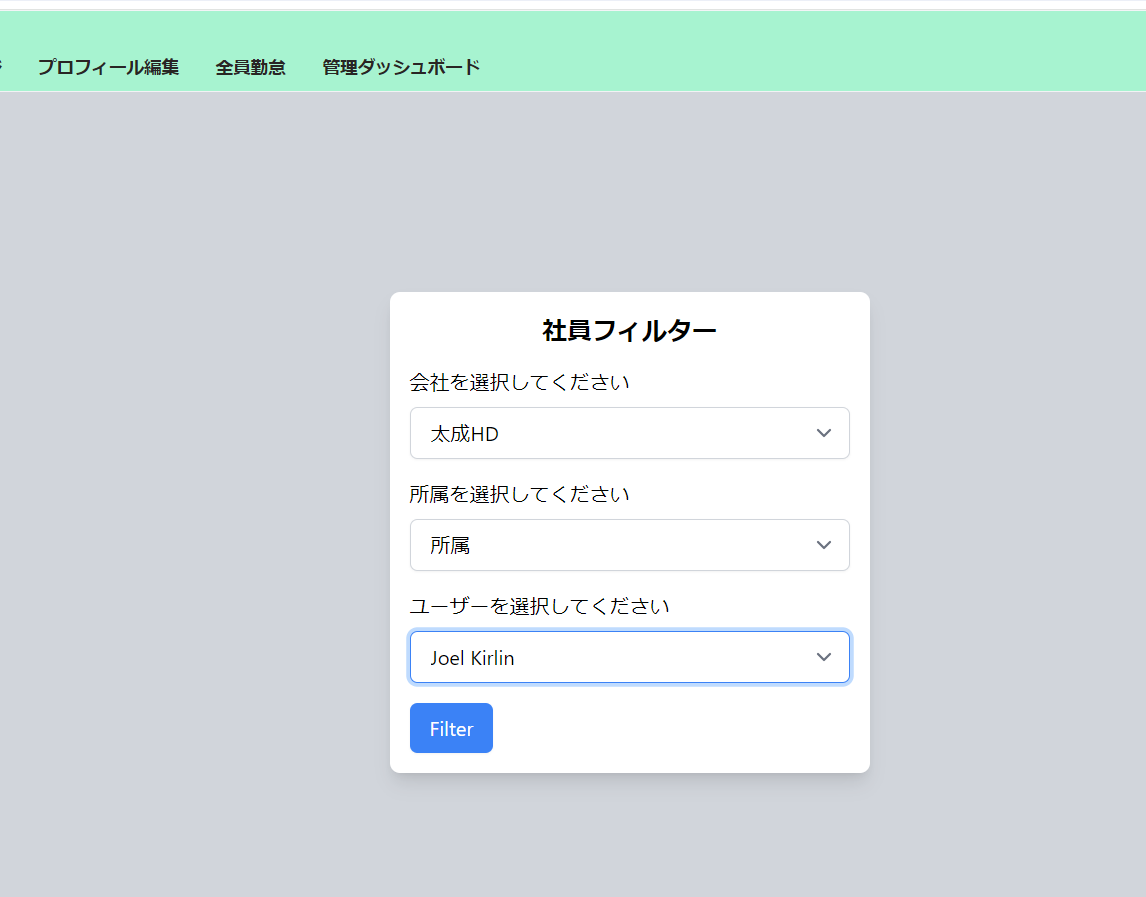 プロフィール編集 全員勤怠 管理ダッシュボード
社員フィルター
会社を選択してください
太成HD
所属を選択してください
所属
ユーザーを選択してください
Joel Kirlin
Filter